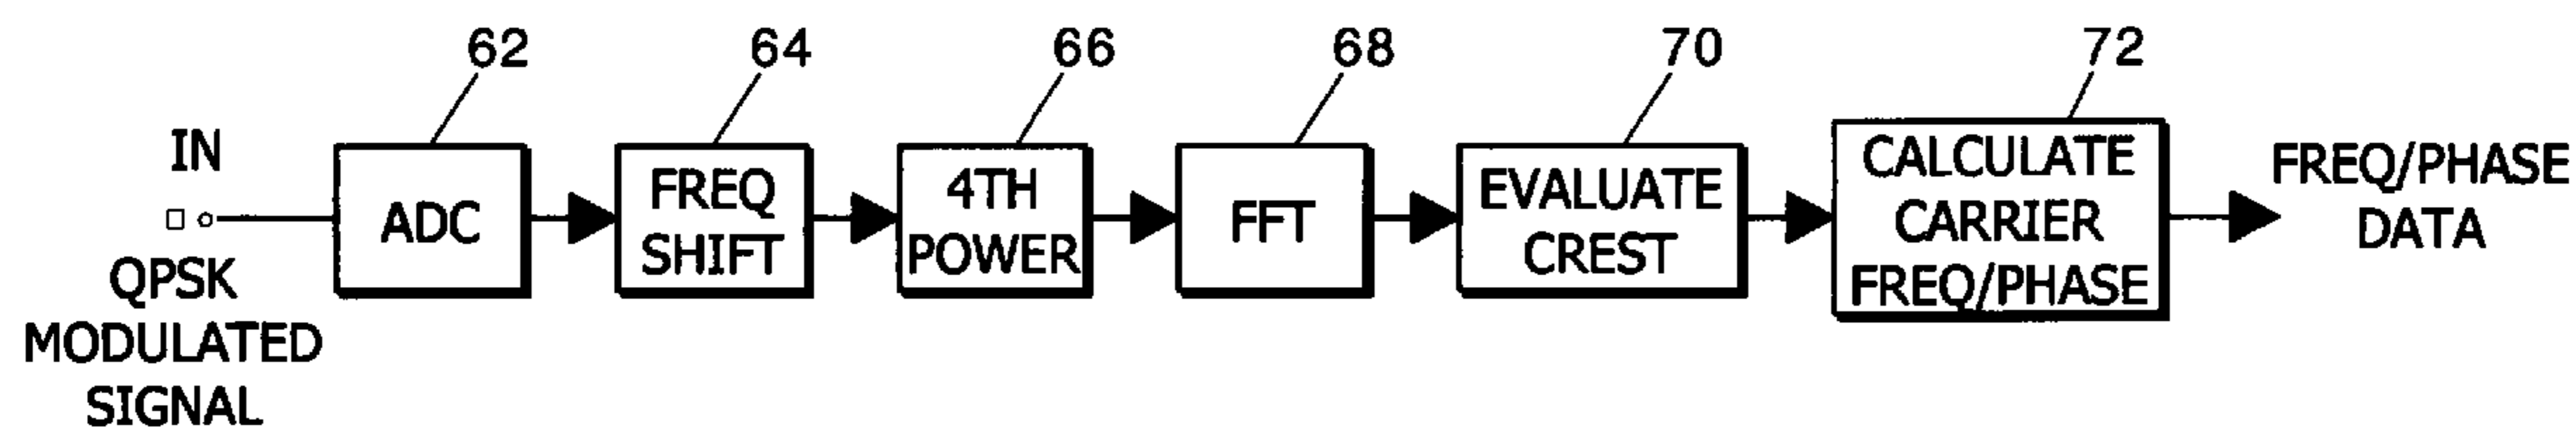 62
64
66
68
70
72
IN
QPSK
MODULATED
SIGNAL
ADC
FREQ
SHIFT
4TH
POWER
FFT
EVALUATE
CREST
CALCULATE
CARRIER
FREQ/PHASE
FREQ/PHASE
DATA